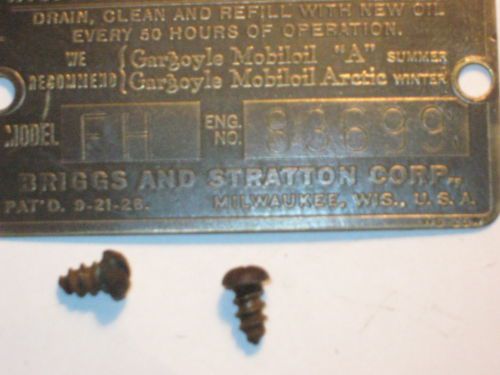 DRAIN, CLEAN AND REFILL WITH NEW OIL
EVERY 50 HOURS OF OPERATION.
WE RECOMMEND
Gargoyle Mobiloil "A" SUMMER
Gargoyle Mobiloil Arctic WINTER
MODEL FH ENG. NO. 83699
BRIGGS AND STRATTON CORP.,
PAT'D. 9-21-26. MILWAUKEE, WIS., U.S.A.